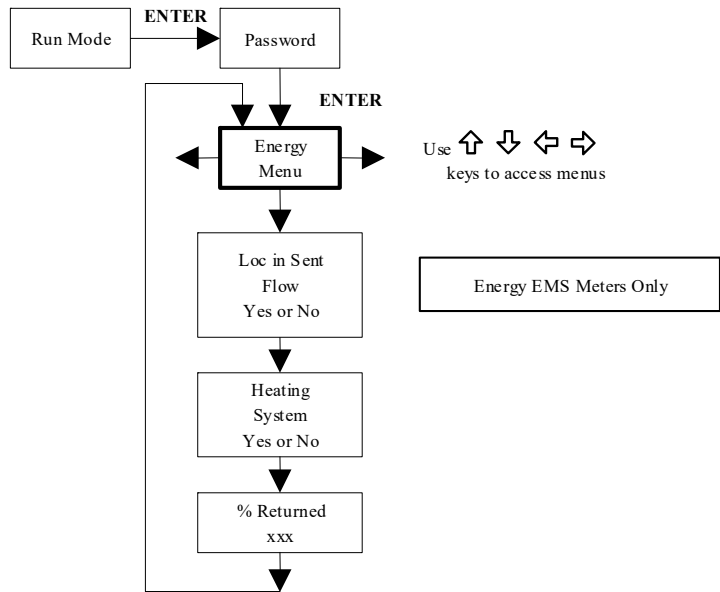 ENTER
Run Mode
Password
ENTER
Energy
Menu
Use
keys to access menus
Loc in Sent
Flow
Yes or No
Energy EMS Meters Only
Heating
System
Yes or No
% Returned
xxx